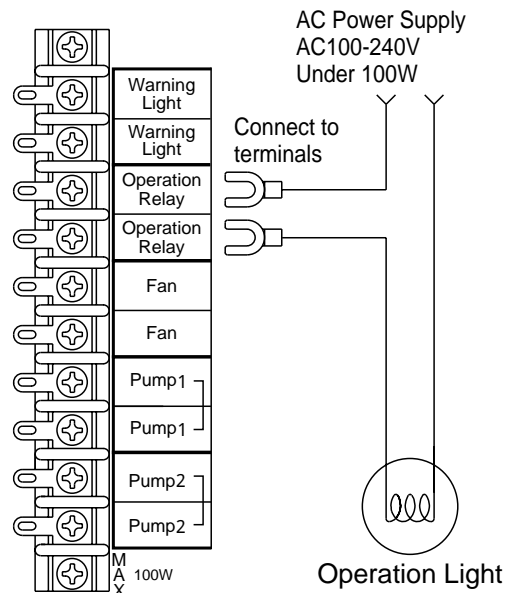 AC Power Supply
AC100-240V
Under 100W
Warning
Light
Warning
Light
Connect to
terminals
Operation
Relay
Operation
Relay
Fan
Fan
Pump1
Pump1
Pump2
Pump2
MAX 100W
Operation Light